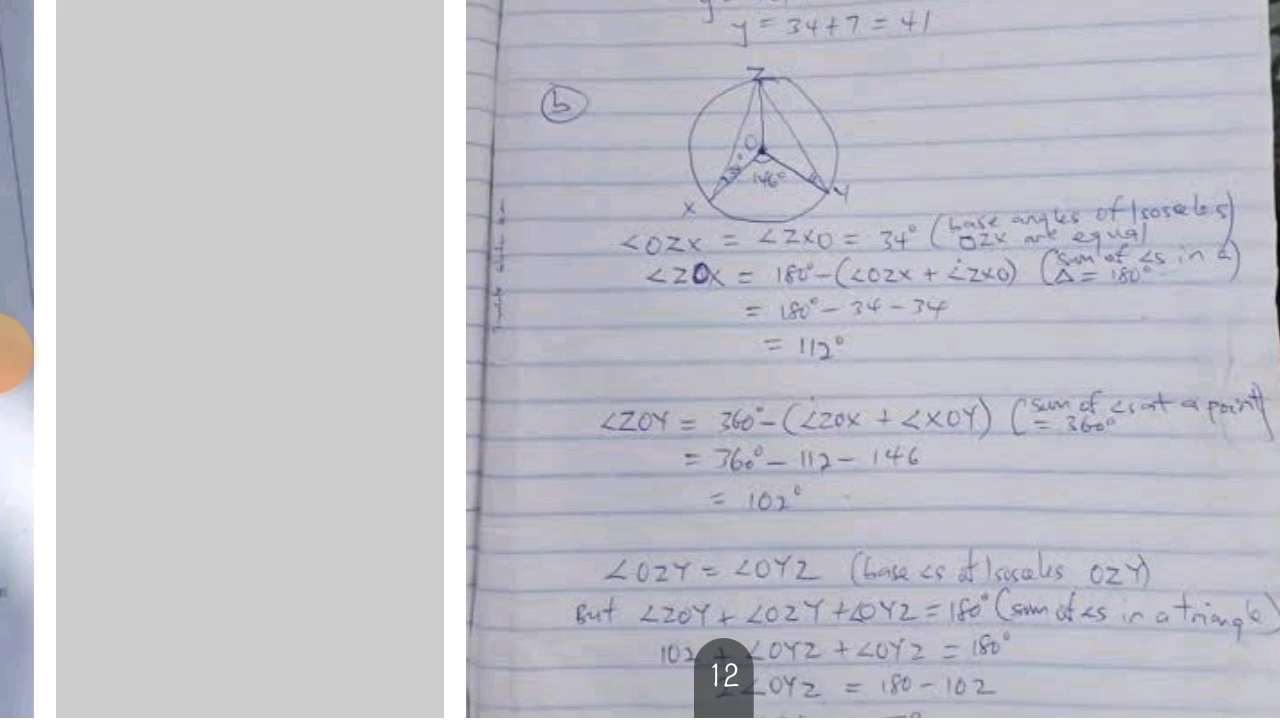 y = 34+7 = 41
b
Z
O
34°
146°
X
Y
<OZX = <ZXO = 34° (base angles of Isosceles OZX are equal)
<ZOX = 180° - (<OZX + <ZXO) (sum of <s in a Δ = 180°)
= 180° - 34 - 34
= 112°
<ZOY = 360° - (<ZOX + <XOY) (sum of <s at a point = 360°)
= 360° - 112 - 146
= 102°
<OZY = <OYZ (base <s of Isosceles OZY)
But <ZOY + <OZY + <OYZ = 180° (sum of <s in a triangle)
102 + <OYZ + <OYZ = 180°
<OYZ = 180 - 102
12